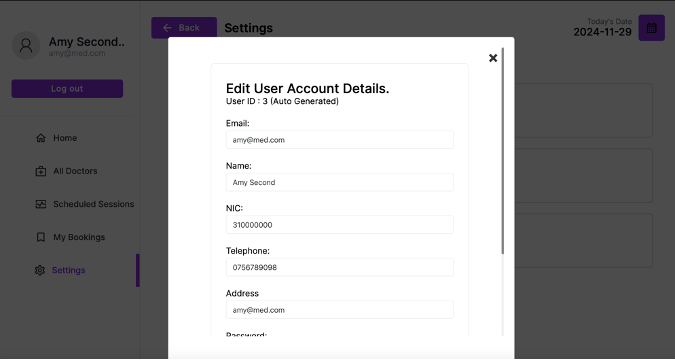 Amy Second..
amy@med.com
Log out
Home
All Doctors
Scheduled Sessions
My Bookings
Settings
Back
Settings
Today's Date
2024-11-29
Edit User Account Details.
User ID : 3 (Auto Generated)
Email:
amy@med.com
Name:
Amy Second
NIC:
310000000
Telephone:
0756789098
Address
amy@med.com
Password: